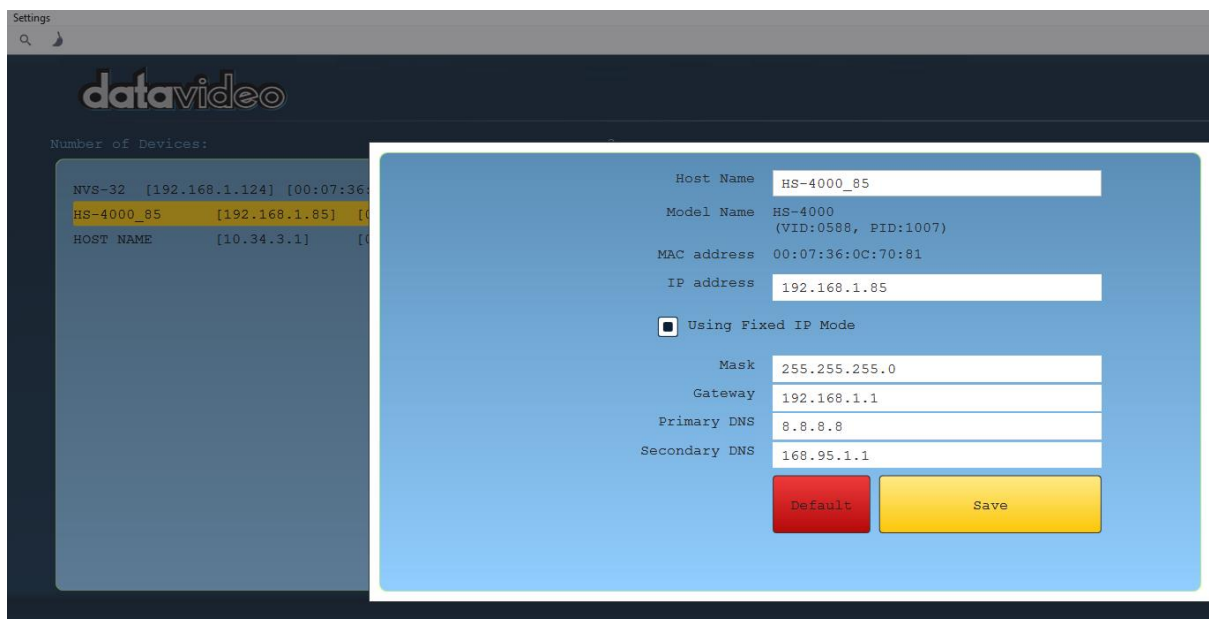 Settings
datavideo
Number of Devices:
NVS-32 [192.168.1.124] [00:07:36:
HS-4000_85 [192.168.1.85]
HOST NAME [10.34.3.1]
Host Name HS-4000_85
Model Name HS-4000
(VID:0588, PID:1007)
MAC address 00:07:36:0C:70:81
IP address 192.168.1.85
Using Fixed IP Mode
Mask 255.255.255.0
Gateway 192.168.1.1
Primary DNS 8.8.8.8
Secondary DNS 168.95.1.1
Default Save